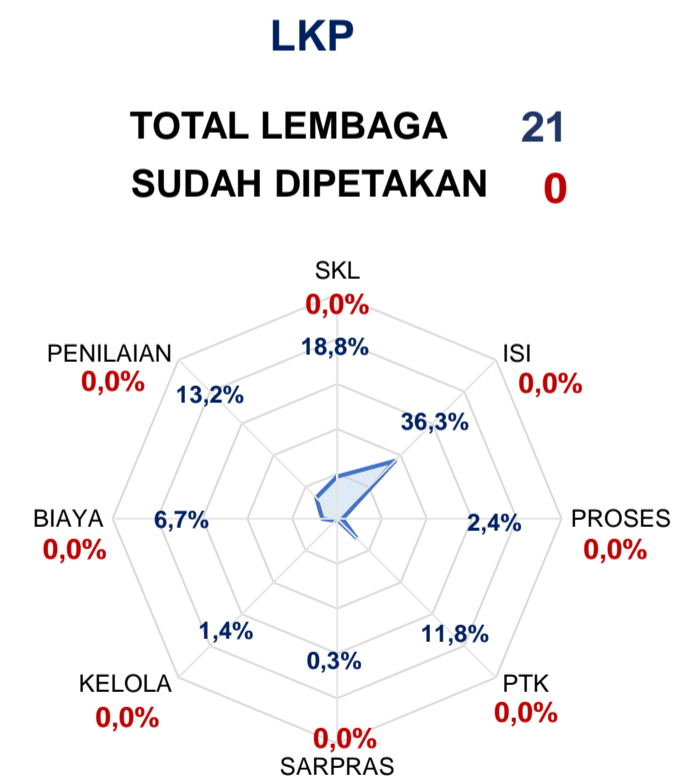 LKP
TOTAL LEMBAGA 21
SUDAH DIPETAKAN 0
SKL
0,0%
18,8%
PENILAIAN
0,0%
13,2%
ISI
0,0%
36,3%
BIAYA
0,0%
6,7%
2,4%
PROSES
0,0%
1,4%
KELOLA
0,0%
0,3%
11,8%
PTK
0,0%
0,0%
SARPRAS